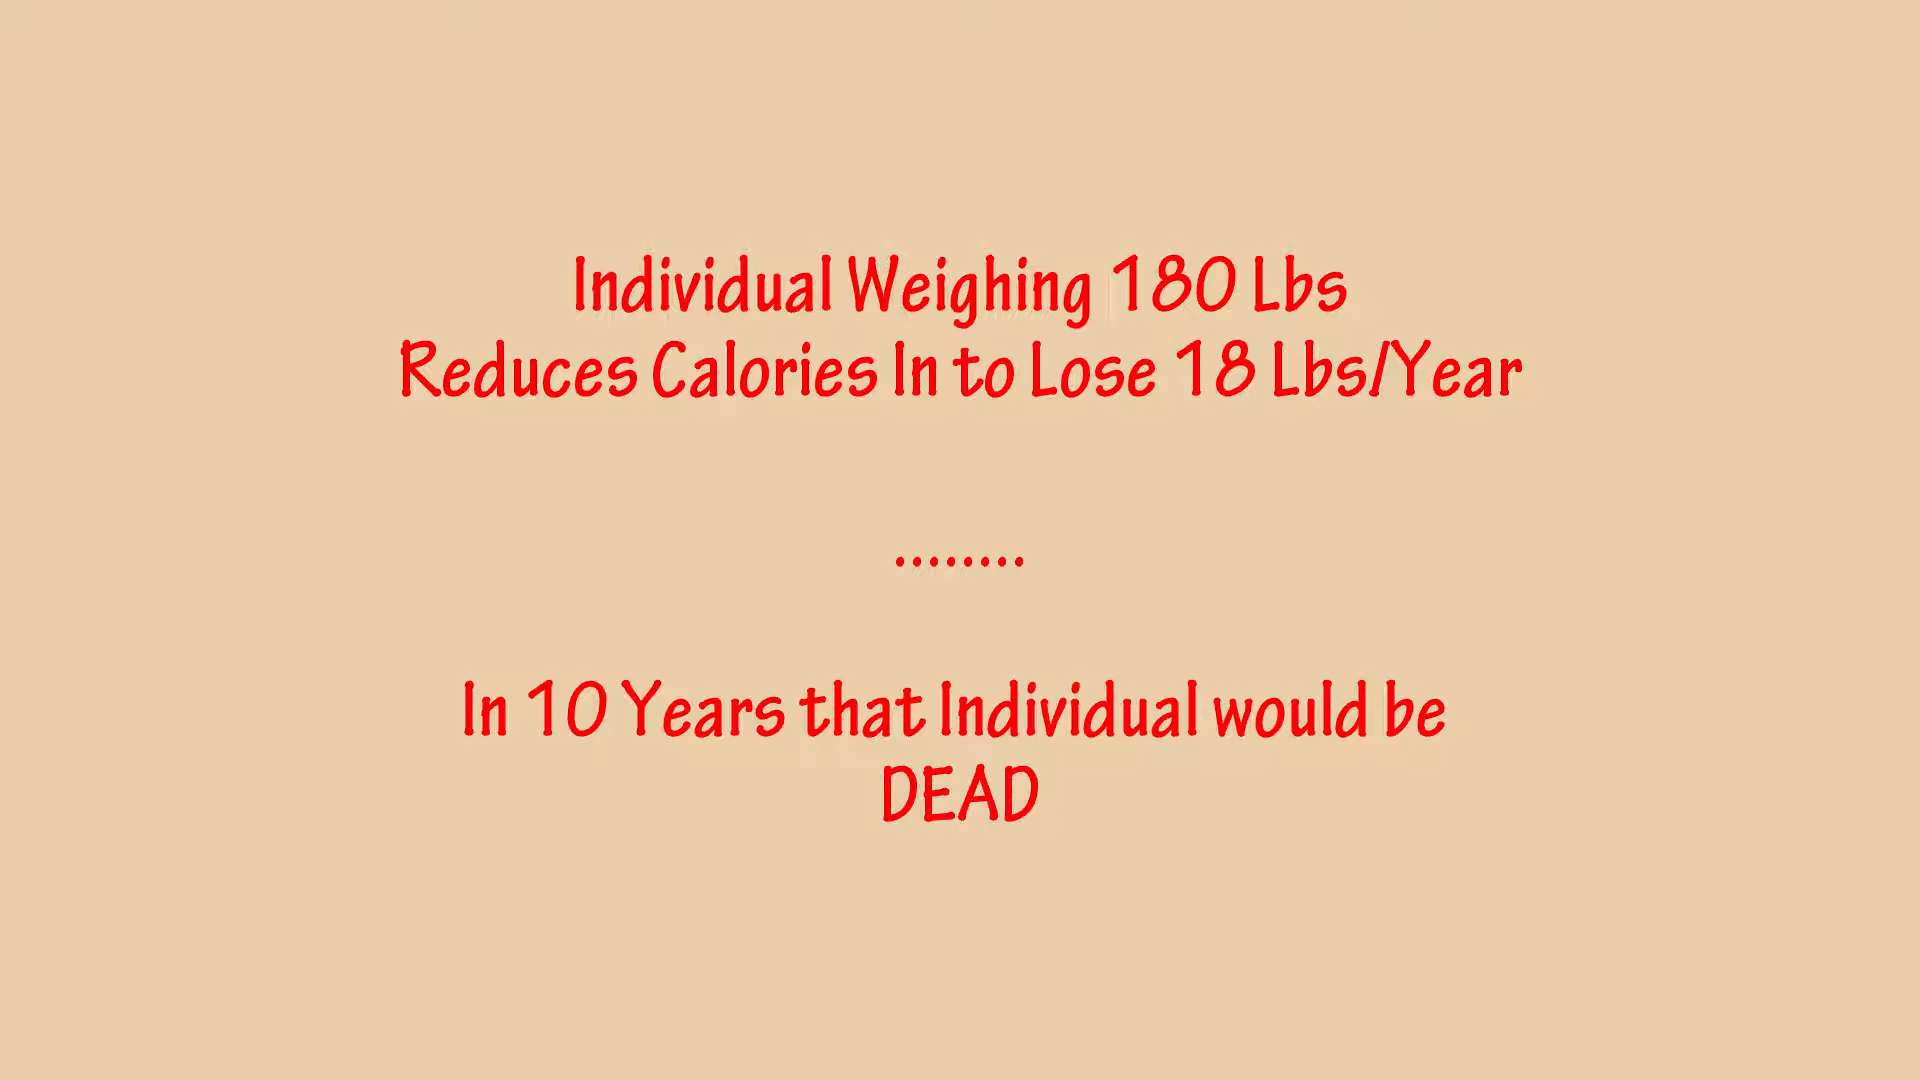 Individual Weighing 180 Lbs
Reduces Calories In to Lose 18 Lbs/Year
........
In 10 Years that Individual would be
DEAD